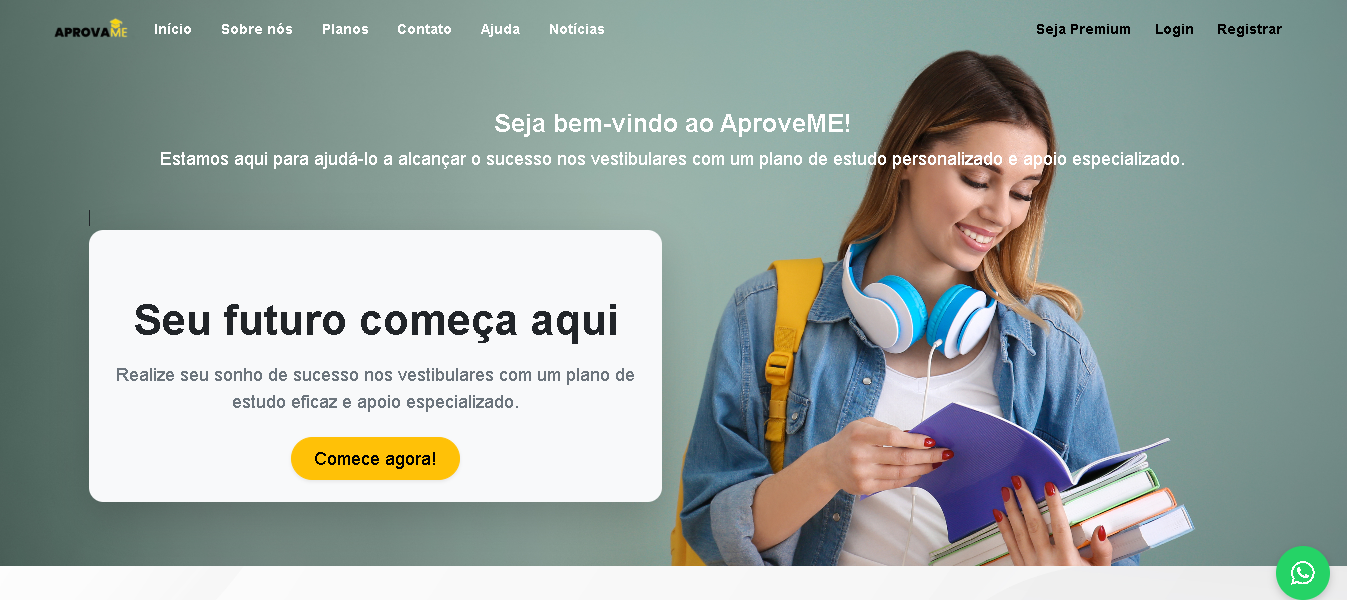 APROVAME
Início Sobre nós Planos Contato Ajuda Notícias Seja Premium Login Registrar
Seja bem-vindo ao AproveME!
Estamos aqui para ajudá-lo a alcançar o sucesso nos vestibulares com um plano de estudo personalizado e apoio especializado.
Seu futuro começa aqui
Realize seu sonho de sucesso nos vestibulares com um plano de
estudo eficaz e apoio especializado.
Comece agora!